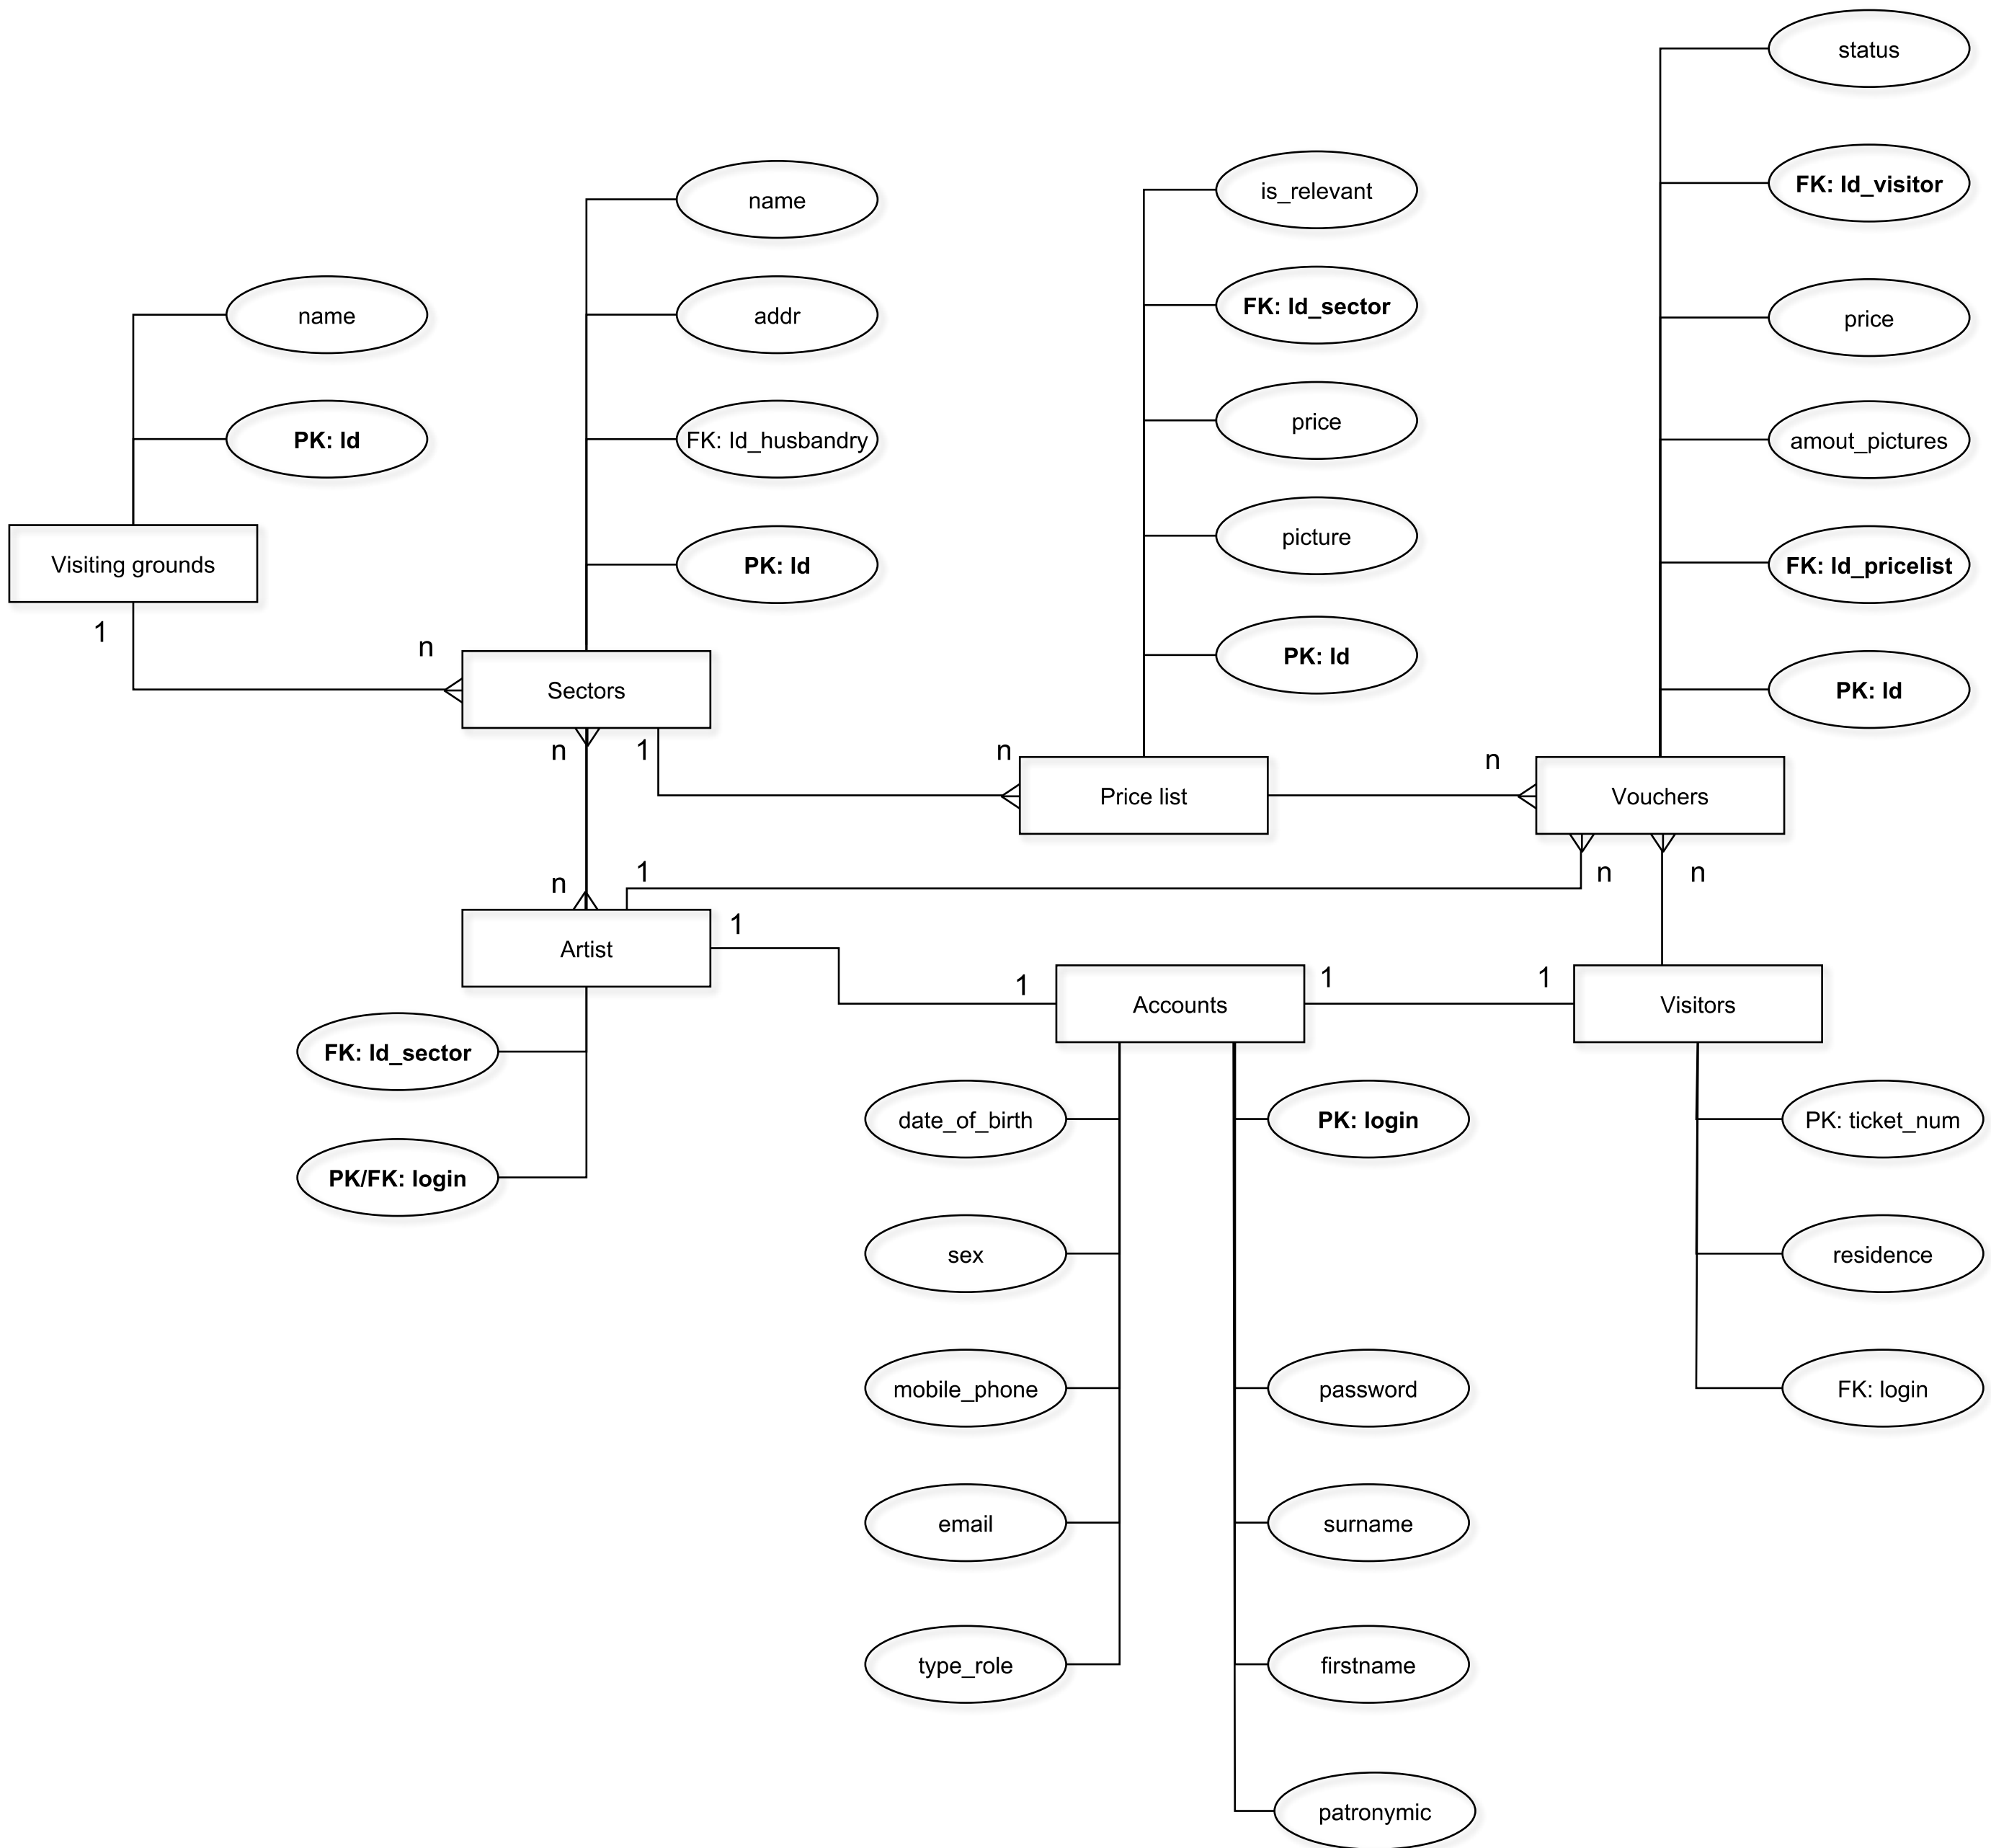 status
FK: Id_visitor
price
amout_pictures
FK: Id_pricelist
PK: Id
is_relevant
FK: Id_sector
price
picture
PK: Id
name
addr
FK: Id_husbandry
PK: Id
name
PK: Id
Visiting grounds
1
n
Sectors
n
1
n
Price list
n
Vouchers
n
1
n
n
Artist
1
1
Accounts
1
1
Visitors
FK: Id_sector
PK/FK: login
date_of_birth
sex
mobile_phone
email
type_role
PK: login
password
surname
firstname
patronymic
PK: ticket_num
residence
FK: login